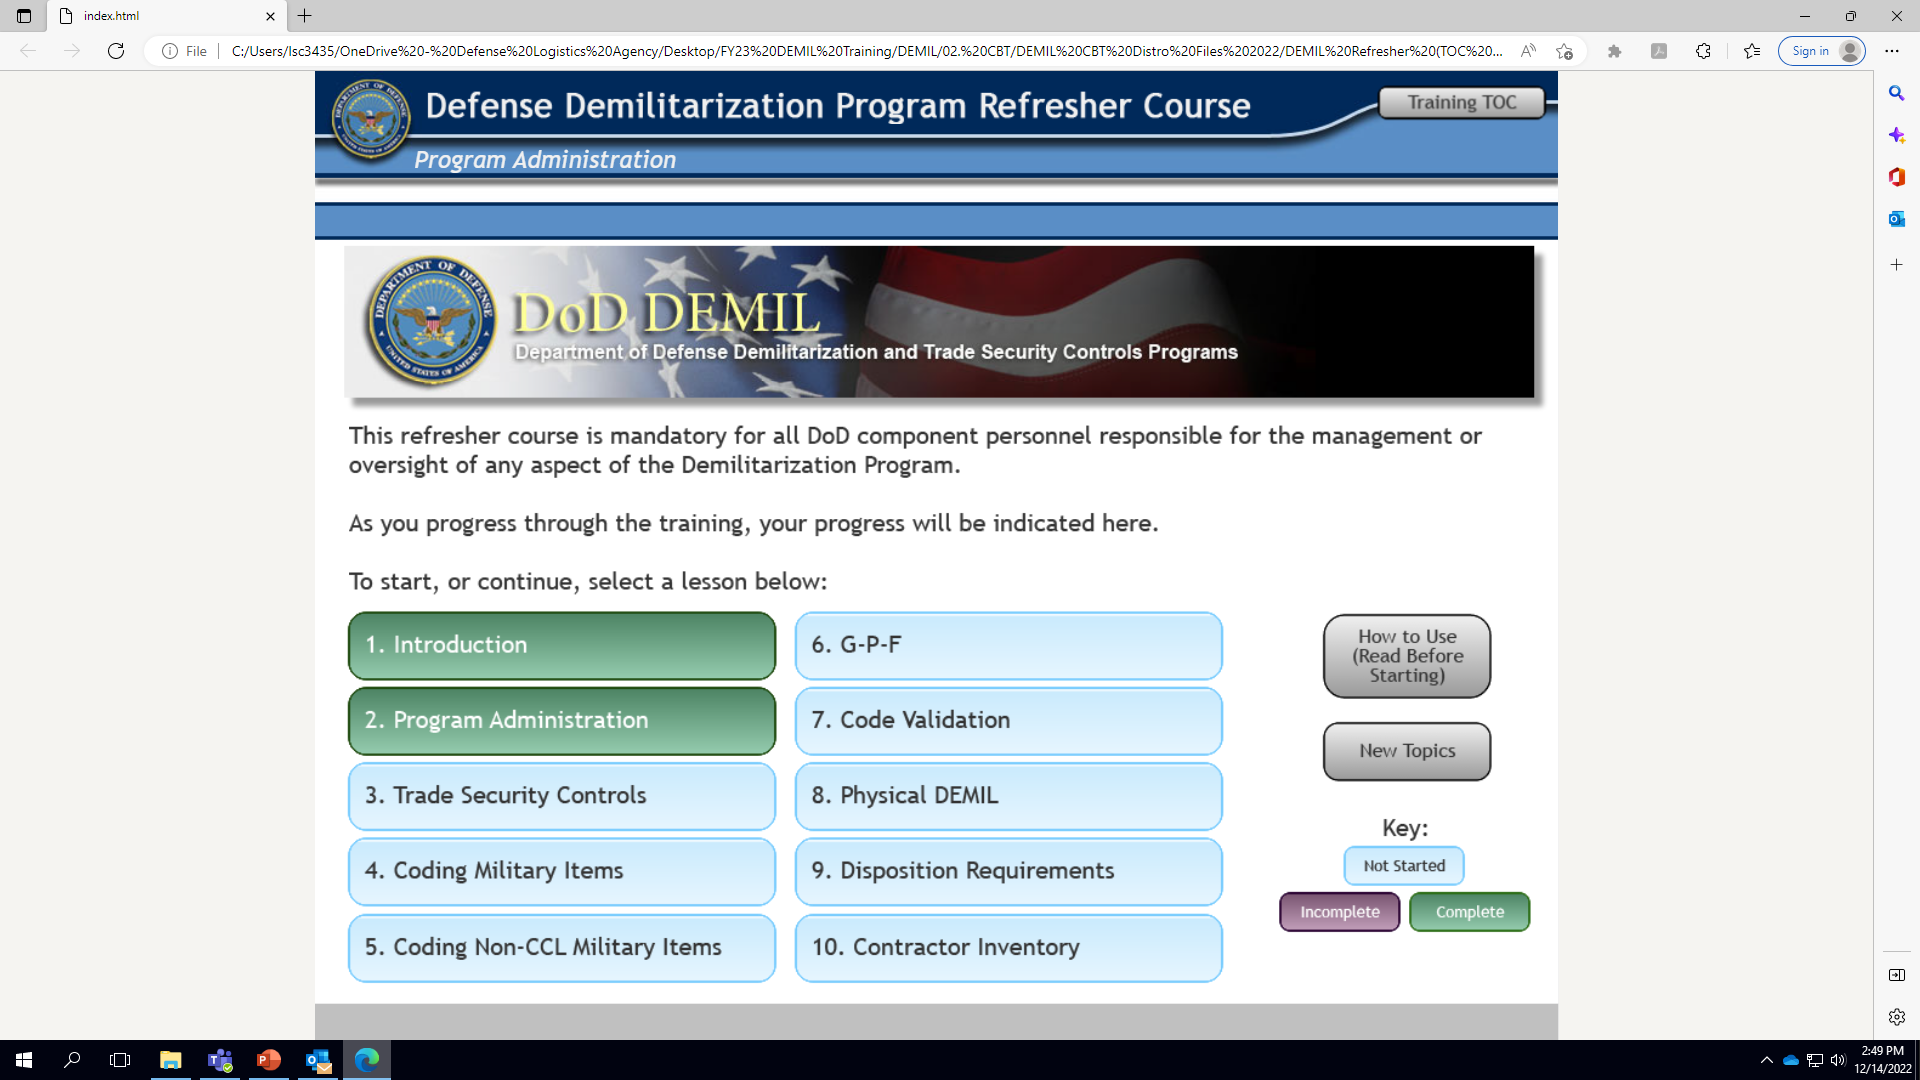 index.html
File
C:/Users/lsc3435/OneDrive%20-%20Defense%20Logistics%20Agency/Desktop/FY23%20DEMIL%20Training/DEMIL/02.%20CBT/DEMIL%20CBT%20Distro%20Files%202022/DEMIL%20Refresher%20(TOC%20...
Sign in
Defense Demilitarization Program Refresher Course
Training TOC
Program Administration
DEPARTMENT OF DEFENSE
UNITED STATES OF AMERICA
DoD DEMIL
Department of Defense Demilitarization and Trade Security Controls Programs
This refresher course is mandatory for all DoD component personnel responsible for the management or
oversight of any aspect of the Demilitarization Program.
As you progress through the training, your progress will be indicated here.
To start, or continue, select a lesson below:
1. Introduction
2. Program Administration
3. Trade Security Controls
4. Coding Military Items
5. Coding Non-CCL Military Items
6. G-P-F
7. Code Validation
8. Physical DEMIL
9. Disposition Requirements
10. Contractor Inventory
How to Use
(Read Before
Starting)
New Topics
Key:
Not Started
Incomplete
Complete
2:49 PM
12/14/2022